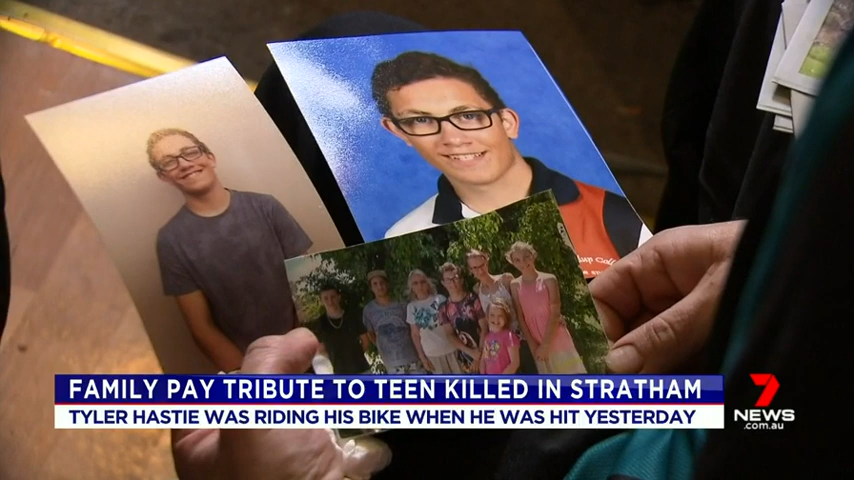 FAMILY PAY TRIBUTE TO TEEN KILLED IN STRATHAM
TYLER HASTIE WAS RIDING HIS BIKE WHEN HE WAS HIT YESTERDAY
7
NEWS
.com.au